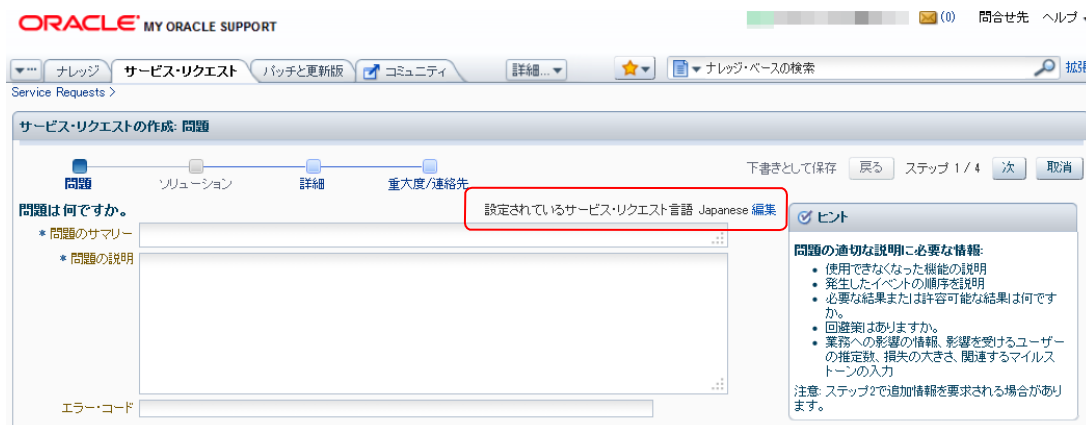 ORACLE MY ORACLE SUPPORT
(0) 問合せ先 ヘルプ
ナレッジ サービス・リクエスト パッチと更新版 コミュニティ 詳細... ナレッジ・ベースの検索
Service Requests >
サービス・リクエストの作成: 問題
問題 ソリューション 詳細 重大度/連絡先
下書きとして保存 戻る ステップ 1 / 4 次 取消
問題は何ですか。
設定されているサービス・リクエスト言語 Japanese 編集
* 問題のサマリー
* 問題の説明
エラー・コード
ヒント
問題の適切な説明に必要な情報:
• 使用できなくなった機能の説明
• 発生したイベントの順序を説明
• 必要な結果または許容可能な結果は何です
か。
• 回避策はありますか。
• 業務への影響の情報、影響を受けるユーザー
の推定数、損失の大きさ、関連するマイルス
トーンの入力
注意: ステップ2で追加情報を要求される場合があり
ます。